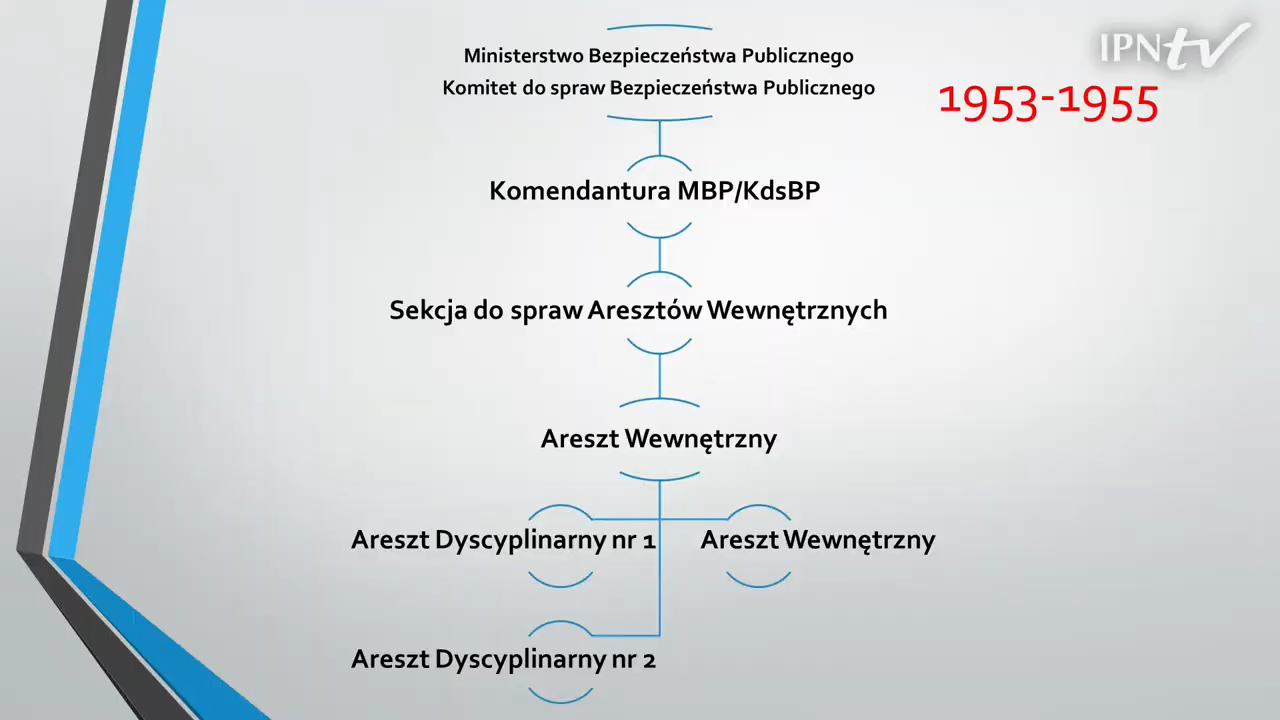 IPNtv
Ministerstwo Bezpieczeństwa Publicznego
Komitet do spraw Bezpieczeństwa Publicznego
1953-1955
Komendantura MBP/KdsBP
Sekcja do spraw Aresztów Wewnętrznych
Areszt Wewnętrzny
Areszt Dyscyplinarny nr 1
Areszt Wewnętrzny
Areszt Dyscyplinarny nr 2